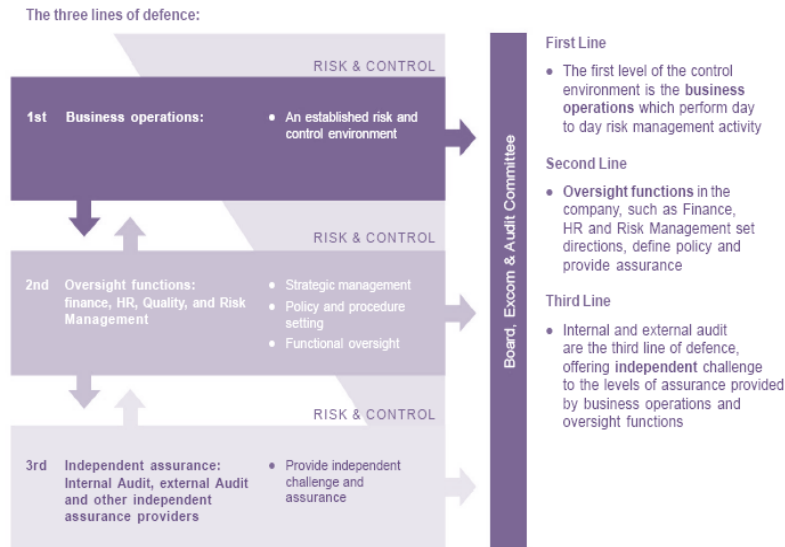 The three lines of defence:
RISK & CONTROL
1st Business operations:
• An established risk and
control environment
RISK & CONTROL
2nd Oversight functions:
finance, HR, Quality, and Risk
Management
• Strategic management
• Policy and procedure
setting
• Functional oversight
RISK & CONTROL
3rd Independent assurance:
Internal Audit, external Audit
and other independent
assurance providers
• Provide independent
challenge and
assurance
Board, Excom & Audit Committee
First Line
• The first level of the control
environment is the business
operations which perform day
to day risk management activity
Second Line
• Oversight functions in the
company, such as Finance,
HR and Risk Management set
directions, define policy and
provide assurance
Third Line
• Internal and external audit
are the third line of defence,
offering independent challenge
to the levels of assurance provided
by business operations and
oversight functions